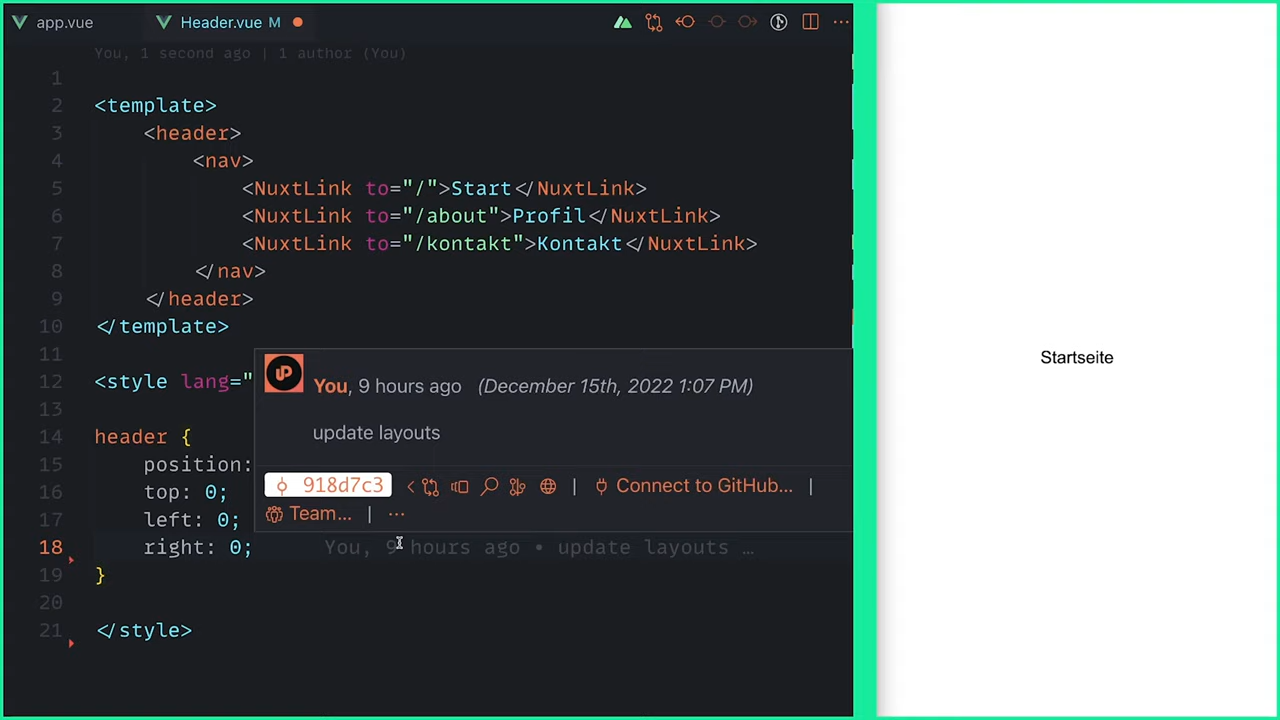 app.vue Header.vue M
You, 1 second ago | 1 author (You)
1
2 <template>
3 <header>
4 <nav>
5 <NuxtLink to="/">Start</NuxtLink>
6 <NuxtLink to="/about">Profil</NuxtLink>
7 <NuxtLink to="/kontakt">Kontakt</NuxtLink>
8 </nav>
9 </header>
10 </template>
11
12 <style lang="
13
14 header {
15 position:
16 top: 0;
17 left: 0;
18 right: 0; You, 9 hours ago • update layouts …
19 }
20
21 </style>
You, 9 hours ago (December 15th, 2022 1:07 PM)
update layouts
918d7c3 | Connect to GitHub... |
Team... | ...
Startseite